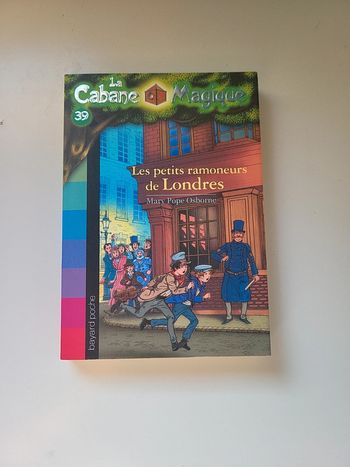 La
Cabane Magique
39
Les petits ramoneurs
de Londres
Mary Pope Osborne
bayard poche